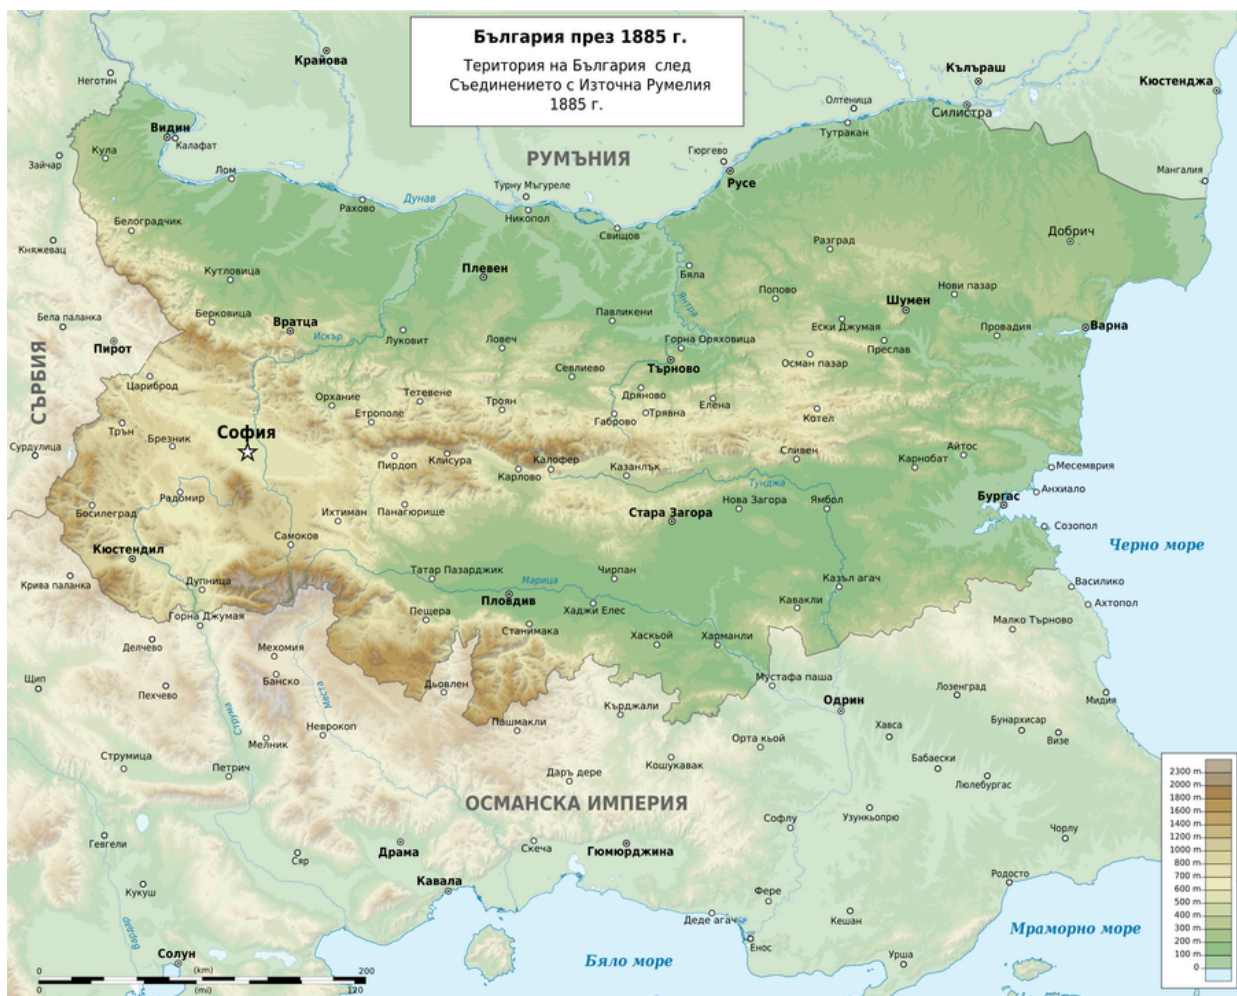 България през 1885 г.
Територия на България след
Съединението с Източна Румелия
1885 г.
Крайова
Неготин
Кълъраш
Кюстенджа
Олтеница
Силистра
Тутракан
Видин
Калафат
Кула
Зайчар
РУМЪНИЯ
Гюргево
Русе
Мангалия
Лом
Рахово
Дунав
Турну Мъгуреле
Никопол
Свищов
Белоградчик
Княжевац
Разград
Добрич
Кутловица
Плевен
Бяла
Янтра
Попово
Шумен
Нови пазар
Бела паланка
Берковица
Вратца
Искър
Луковит
Ловеч
Павликени
Горна Оряховица
Ески Джумая
Преслав
Провадия
Варна
Пирот
СЪРБИЯ
Цариброд
Севлиево
Търново
Осман пазар
Орхание
Тетевене
Етрополе
Троян
Дряново
Габрово
Трявна
Елена
Котел
Сурдулица
Трън
Брезник
София
Пирдоп
Клисура
Карлово
Калофер
Казанлък
Сливен
Тунджа
Карнобат
Айтос
Месемврия
Анхиало
Бургас
Созопол
Босилеград
Радомир
Ихтиман
Панагюрище
Стара Загора
Нова Загора
Ямбол
Черно море
Кюстендил
Самоков
Крива паланка
Дупница
Татар Пазарджик
Марица
Пловдив
Чирпан
Казъл агач
Василико
Ахтопол
Горна Джумая
Пещера
Станимака
Хаджи Елес
Кавакли
Малко Търново
Делчево
Мехомия
Хаскьой
Харманли
Щип
Пехчево
Банско
Места
Дьовлен
Мустафа паша
Лозенград
Мидия
Струма
Неврокоп
Мелник
Пашмакли
Кърджали
Одрин
Хавса
Бунархисар
Визе
Струмица
Петрич
Даръ дере
Кошукавак
Орта кьой
Бабаески
Люлебургас
ОСМАНСКА ИМПЕРИЯ
Узункьопрю
Софлу
Чорлу
Гевгели
Сяр
Драма
Скеча
Гюмюрджина
Кукуш
Кавала
Фере
Родосто
Вардар
Деде агач
Кешан
Енос
Урша
Солун
Бяло море
Мраморно море
0 (km) 200
0 (mi) 120
2300 m
2000 m
1800 m
1400 m
1200 m
1000 m
800 m
700 m
600 m
500 m
400 m
300 m
200 m
100 m
0